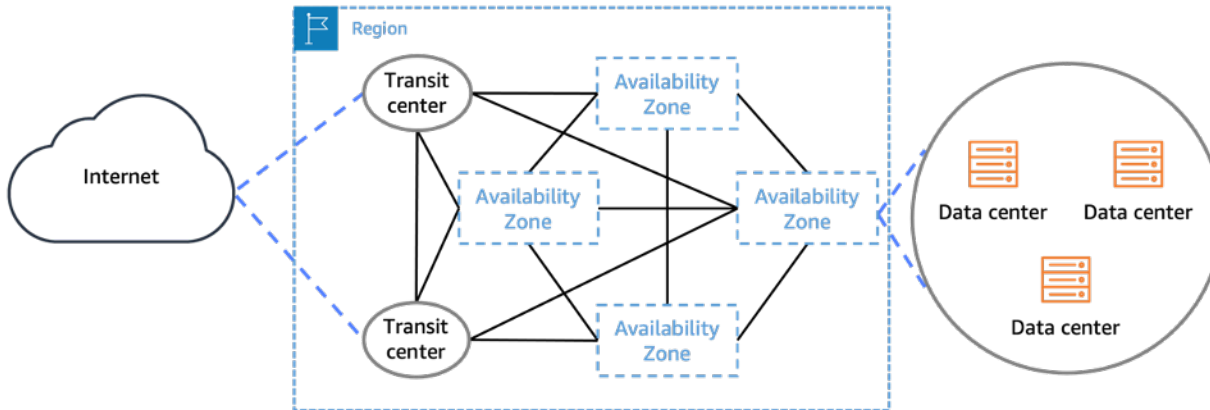 Region
Transit
center
Availability
Zone
Internet
Availability
Zone
Availability
Zone
Data center
Data center
Transit
center
Availability
Zone
Data center